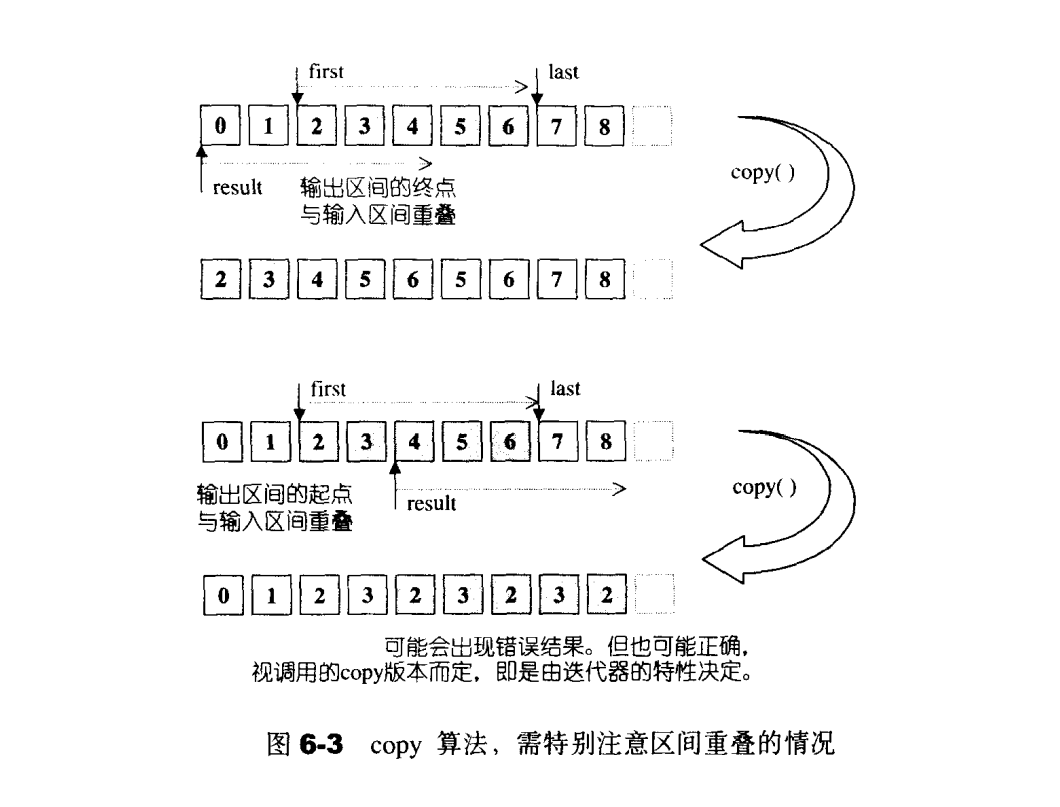 first last
0 1 2 3 4 5 6 7 8
result 输出区间的终点
与输入区间重叠
copy( )
2 3 4 5 6 5 6 7 8
first last
0 1 2 3 4 5 6 7 8
输出区间的起点
与输入区间重叠
result
copy( )
0 1 2 3 2 3 2 3 2
可能会出现错误结果。但也可能正确，
视调用的copy版本而定，即是由迭代器的特性决定。
图 6-3 copy 算法，需特别注意区间重叠的情况